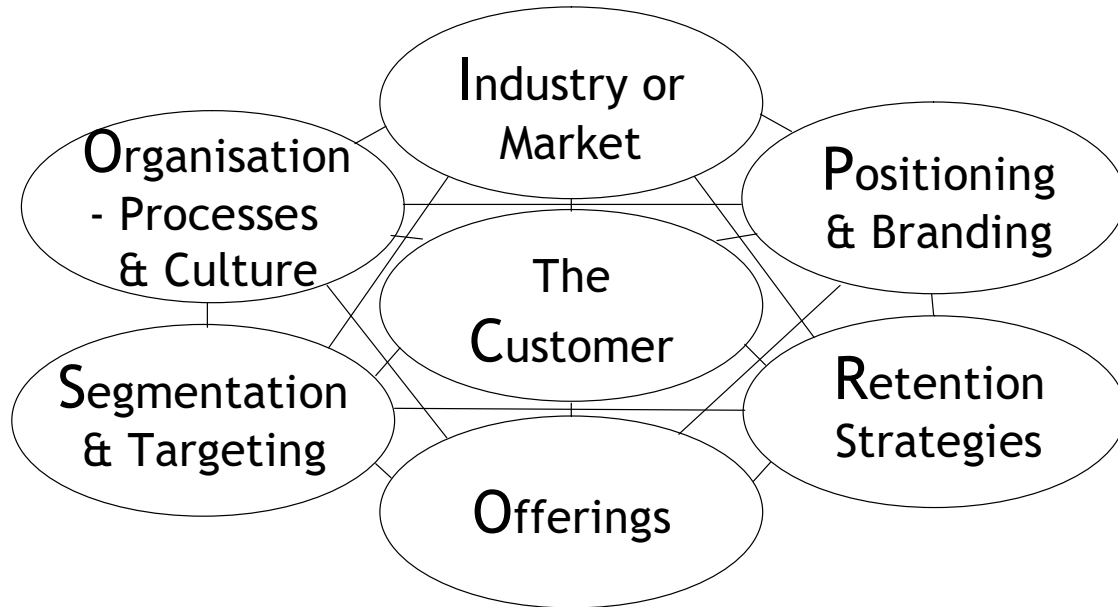 Industry or
Market
Organisation
- Processes
& Culture
Positioning
& Branding
The
Customer
Segmentation
& Targeting
Retention
Strategies
Offerings